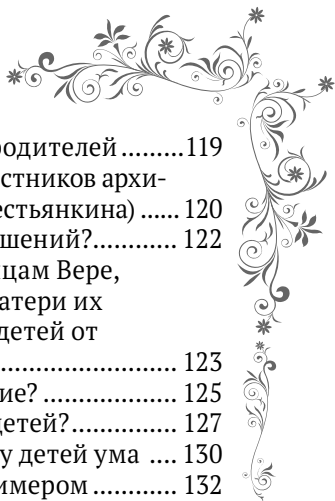 родителей.........119
стников архи-
естьянкина)...... 120
шений?............. 122
цам Вере,
атери их
детей от
............................ 123
ие?.................... 125
детей?............... 127
у детей ума .... 130
имером............. 132